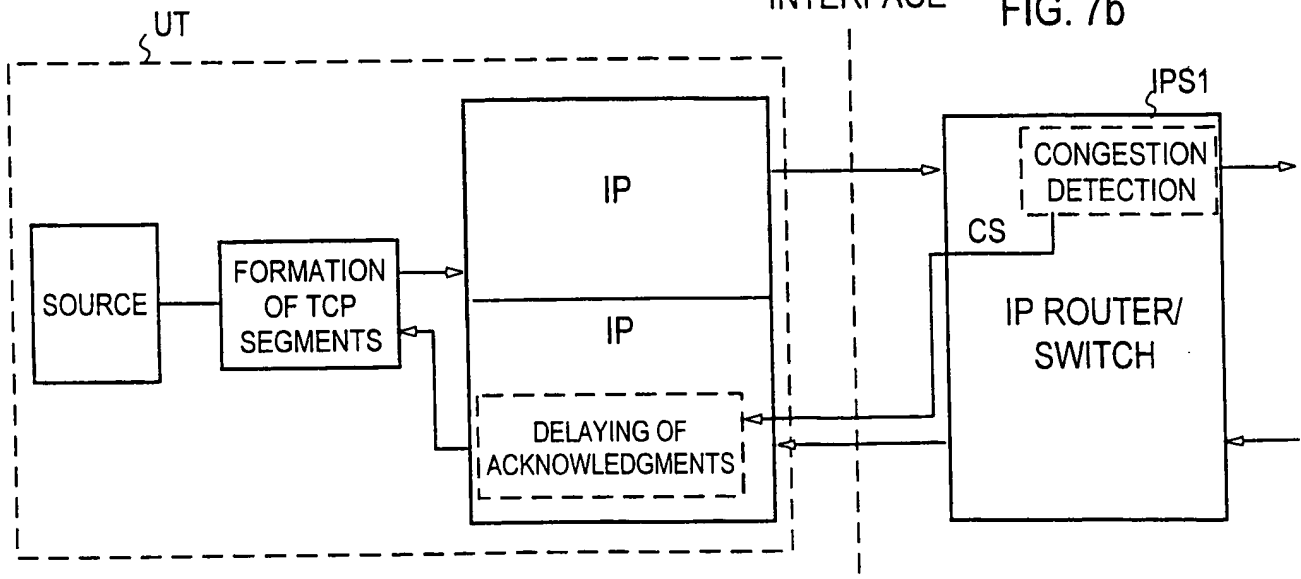 INTERFACE
FIG. 7b
UT
IPS1
CONGESTION
DETECTION
IP
CS
SOURCE
FORMATION
OF TCP
SEGMENTS
IP
IP ROUTER/
SWITCH
DELAYING OF
ACKNOWLEDGMENTS